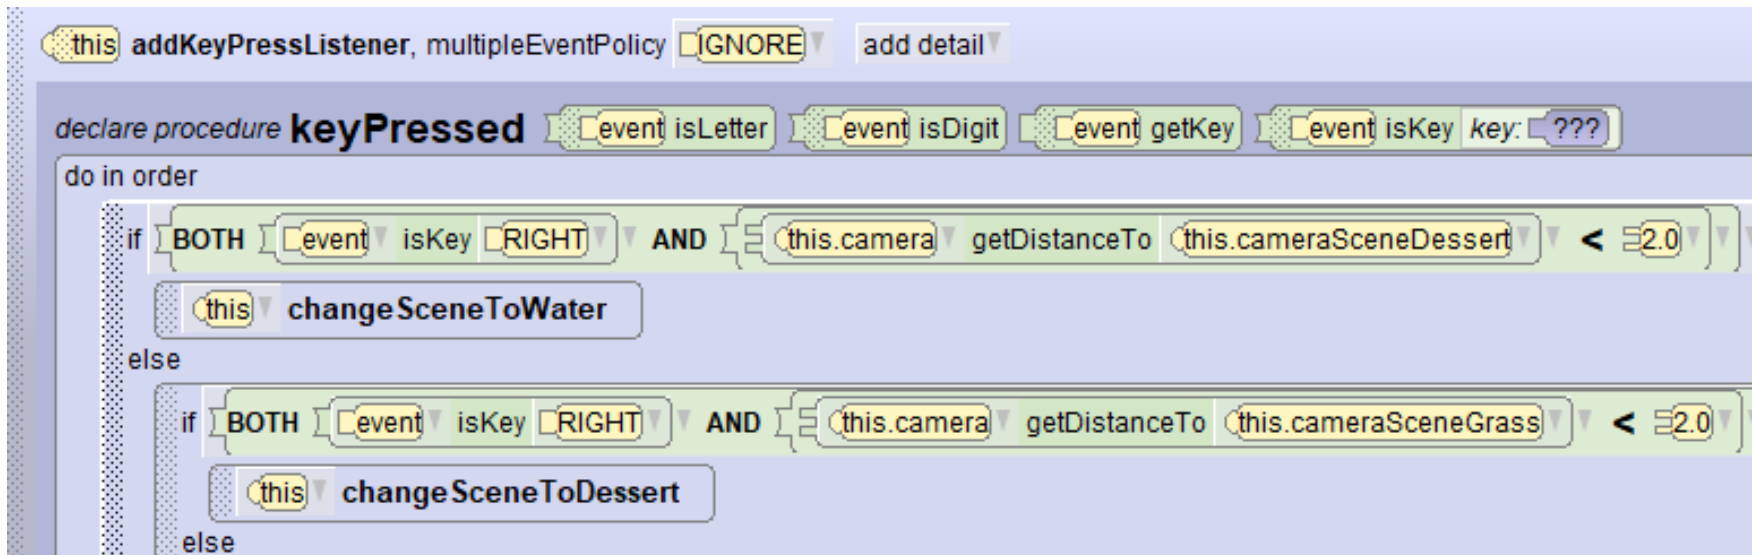 this addKeyPressListener, multipleEventPolicy IGNORE add detail
declare procedure keyPressed event isLetter event isDigit event getKey event isKey key: ???
do in order
if BOTH event isKey RIGHT AND this.camera getDistanceTo this.cameraSceneDessert < 2.0
this changeSceneToWater
else
if BOTH event isKey RIGHT AND this.camera getDistanceTo this.cameraSceneGrass < 2.0
this changeSceneToDessert
else